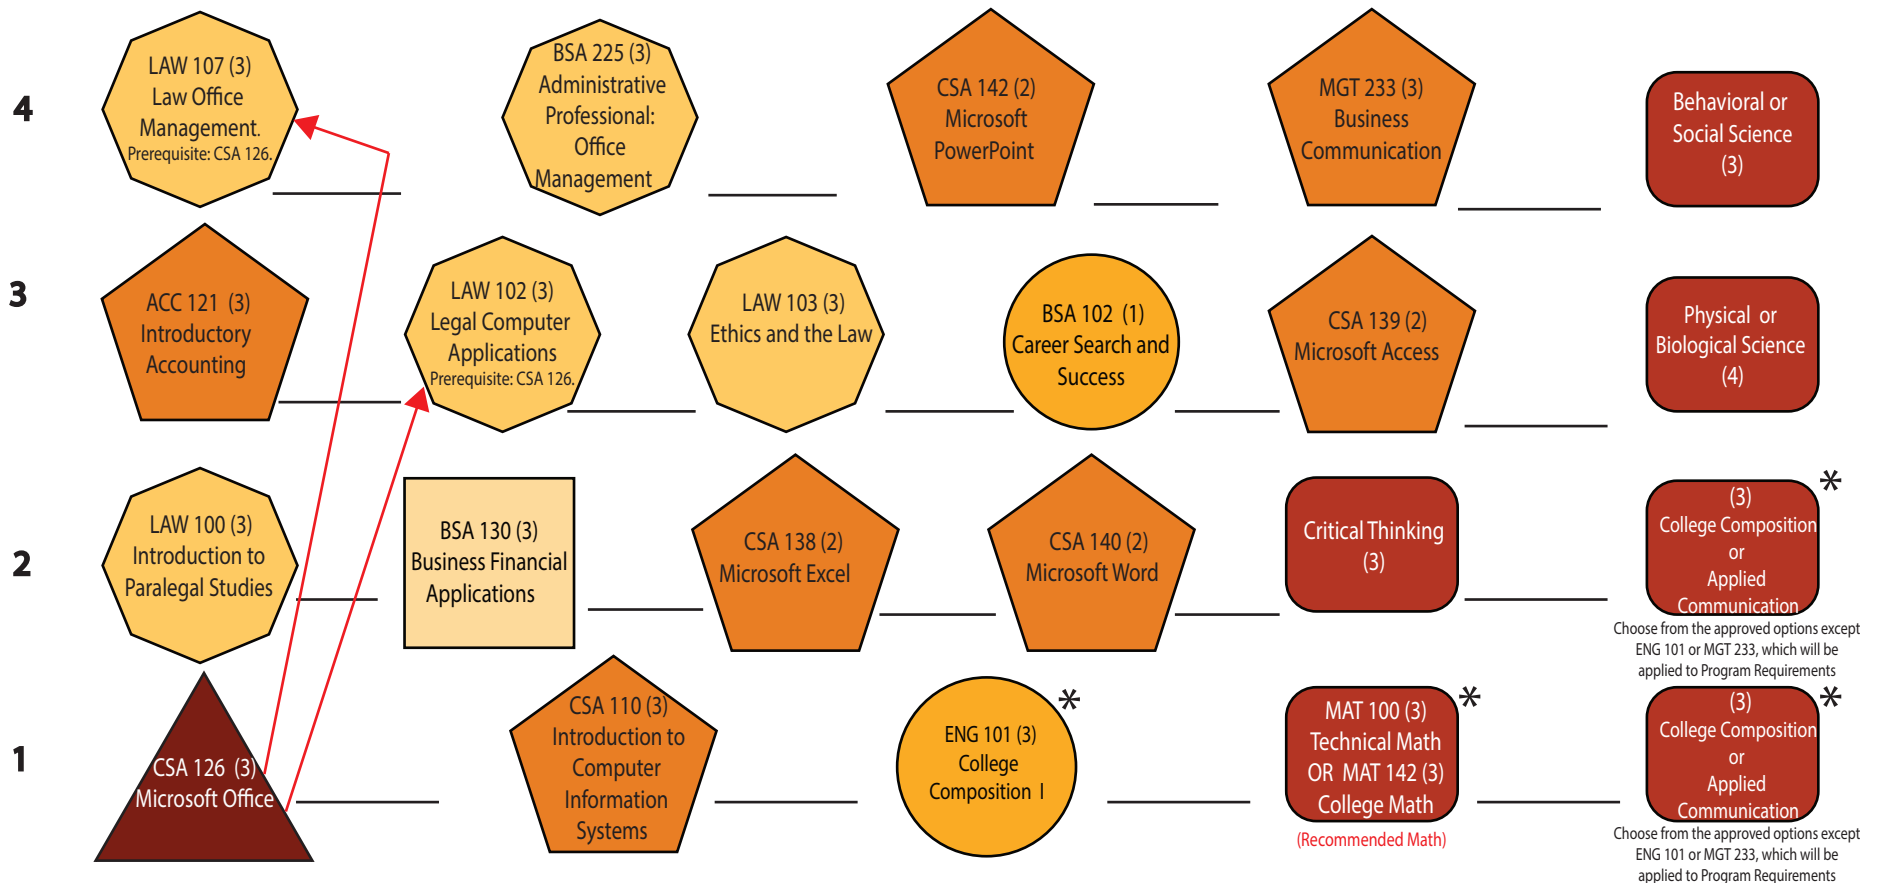 4
LAW 107 (3)
Law Office
Management.
Prerequisite: CSA 126.
BSA 225 (3)
Administrative
Professional:
Office
Management
CSA 142 (2)
Microsoft
PowerPoint
MGT 233 (3)
Business
Communication
Behavioral or
Social Science
(3)
3
ACC 121 (3)
Introductory
Accounting
LAW 102 (3)
Legal Computer
Applications
Prerequisite: CSA 126.
LAW 103 (3)
Ethics and the Law
BSA 102 (1)
Career Search and
Success
CSA 139 (2)
Microsoft Access
Physical or
Biological Science
(4)
2
LAW 100 (3)
Introduction to
Paralegal Studies
BSA 130 (3)
Business Financial
Applications
CSA 138 (2)
Microsoft Excel
CSA 140 (2)
Microsoft Word
Critical Thinking
(3)
*
(3)
College Composition
or
Applied
Communication
Choose from the approved options except
ENG 101 or MGT 233, which will be
applied to Program Requirements
1
CSA 126 (3)
Microsoft Office
CSA 110 (3)
Introduction to
Computer
Information
Systems
*
ENG 101 (3)
College
Composition I
*
MAT 100 (3)
Technical Math
OR MAT 142 (3)
College Math
(Recommended Math)
*
(3)
College Composition
or
Applied
Communication
Choose from the approved options except
ENG 101 or MGT 233, which will be
applied to Program Requirements